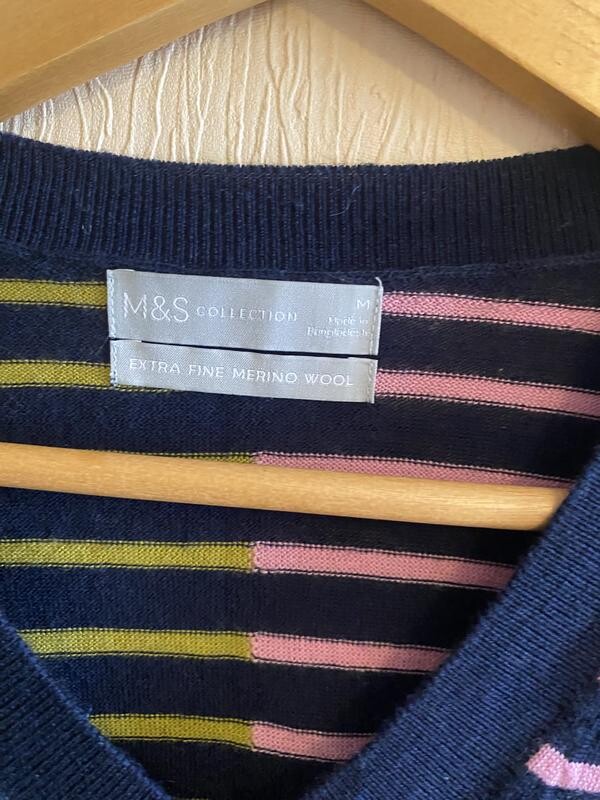 M&S COLLECTION
M
Made in
Bangladesh
EXTRA FINE MERINO WOOL